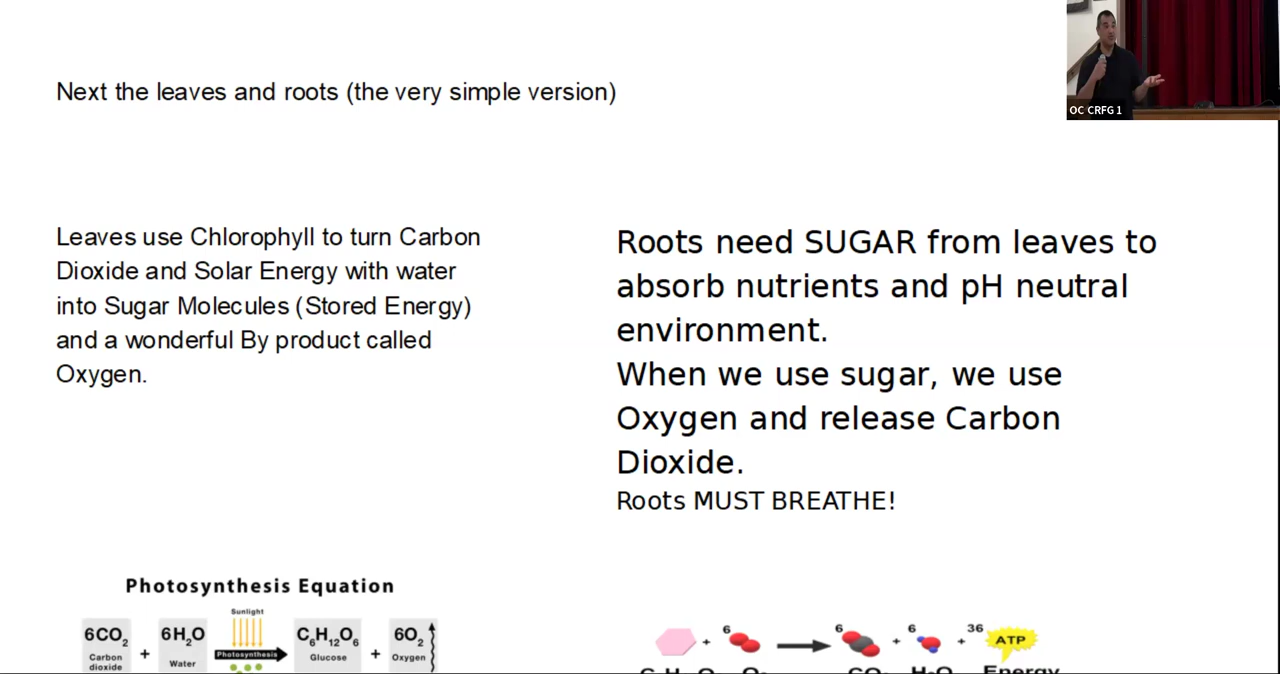 OC CRFG 1
Next the leaves and roots (the very simple version)
Leaves use Chlorophyll to turn Carbon
Dioxide and Solar Energy with water
into Sugar Molecules (Stored Energy)
and a wonderful By product called
Oxygen.
Roots need SUGAR from leaves to
absorb nutrients and pH neutral
environment.
When we use sugar, we use
Oxygen and release Carbon
Dioxide.
Roots MUST BREATHE!
Photosynthesis Equation
Sunlight
6CO₂ + 6H₂O Photosynthesis C₆H₁₂O₆ + 6O₂
Carbon
dioxide
Water
Glucose
Oxygen
+ 6 6 + 6 + 36 ATP
Energy